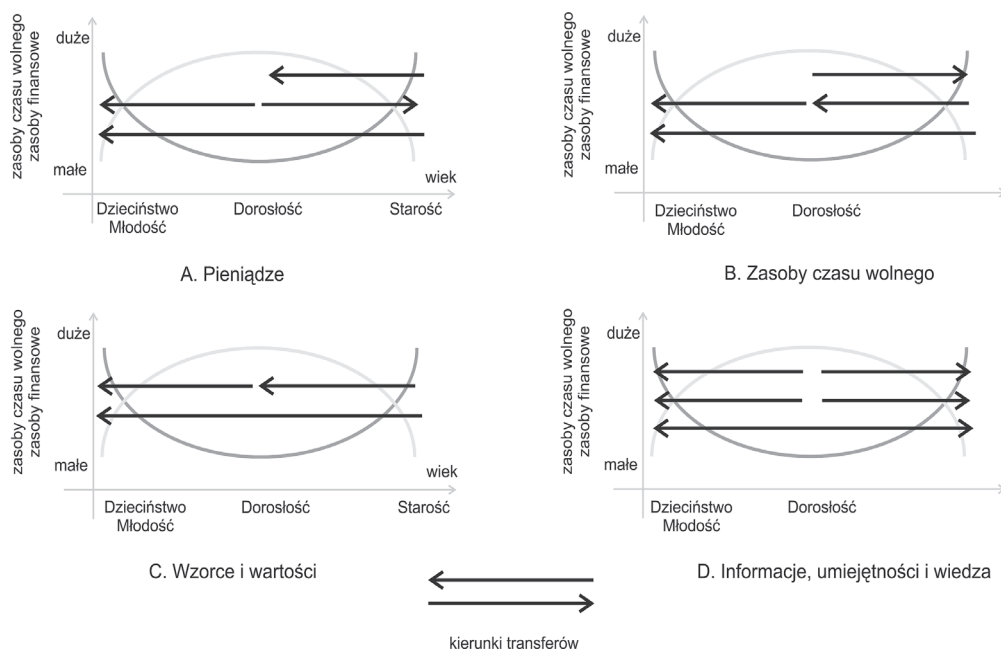 zasoby czasu wolnego
zasoby finansowe
duże
małe
wiek
Dzieciństwo
Młodość
Dorosłość
Starość
A. Pieniądze
zasoby czasu wolnego
zasoby finansowe
duże
małe
Dzieciństwo
Młodość
Dorosłość
B. Zasoby czasu wolnego
zasoby czasu wolnego
zasoby finansowe
duże
małe
wiek
Dzieciństwo
Młodość
Dorosłość
Starość
C. Wzorce i wartości
zasoby czasu wolnego
zasoby finansowe
duże
małe
Dzieciństwo
Młodość
Dorosłość
D. Informacje, umiejętności i wiedza
kierunki transferów